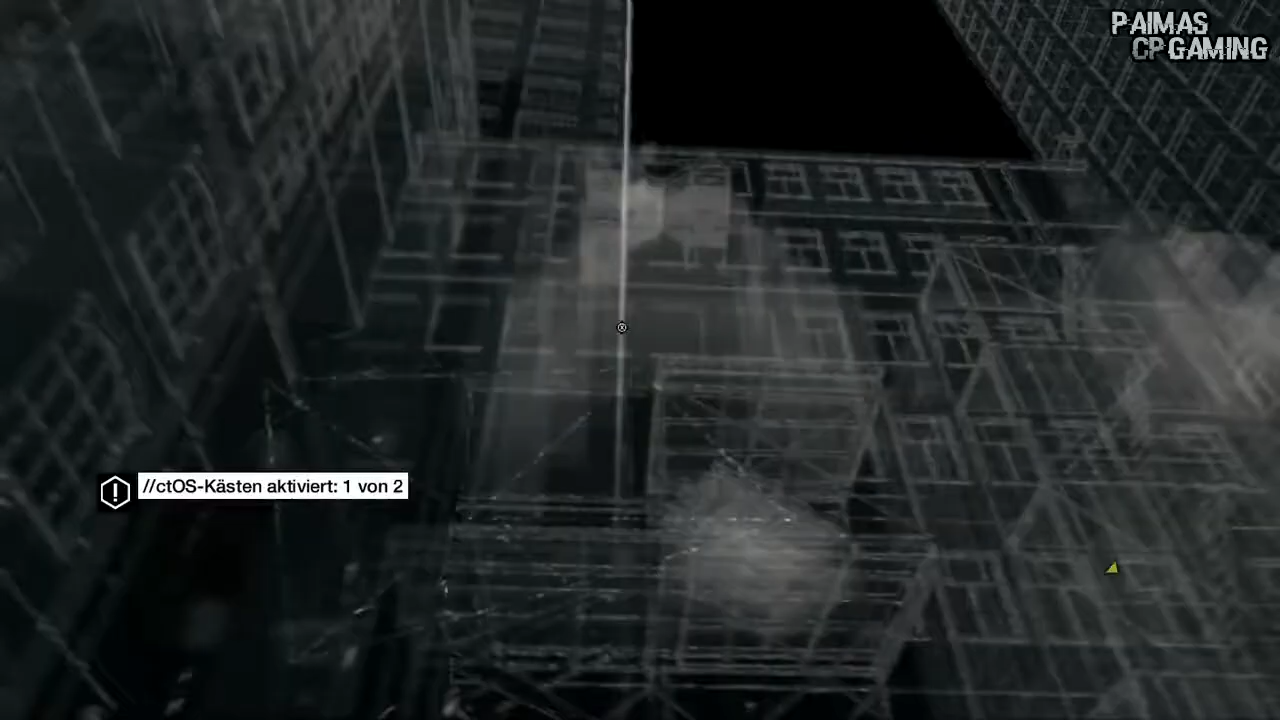 PAIMAS
CP GAMING
//ctOS-Kästen aktiviert: 1 von 2